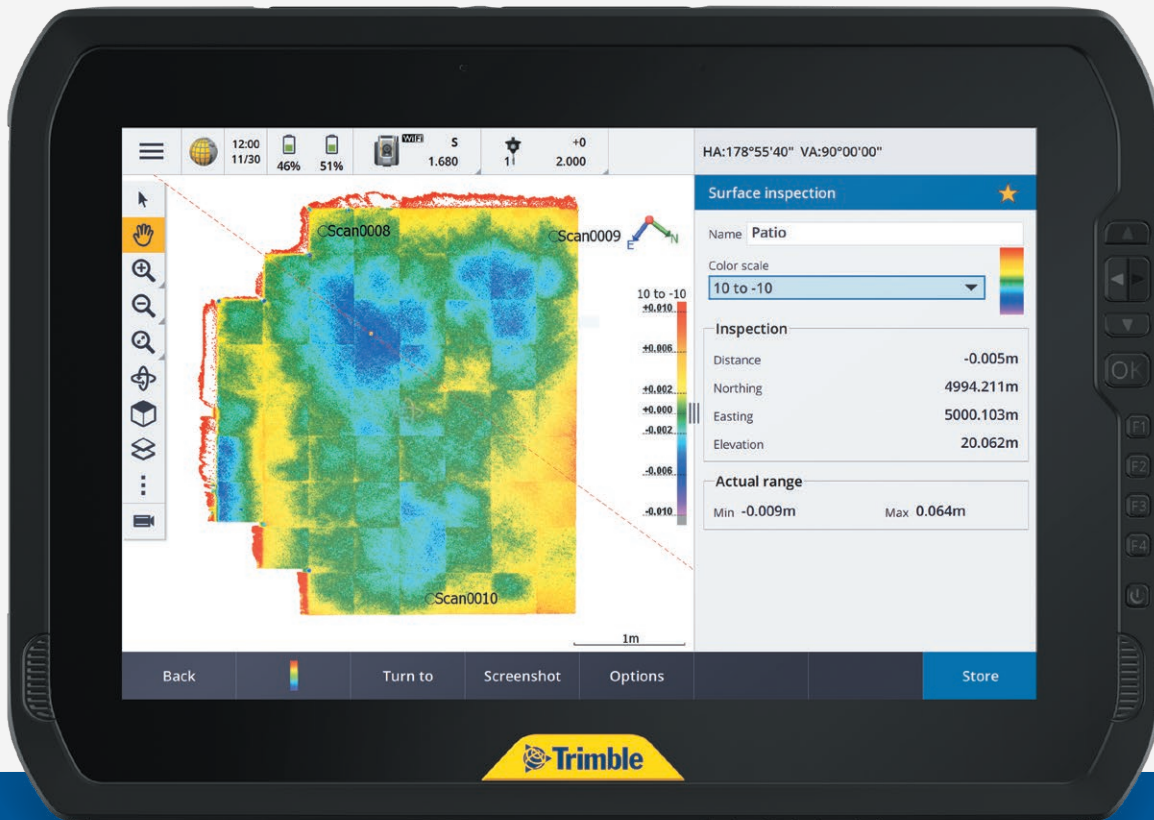 12:00
11/30
46%
51%
WiFi
S
1.680
1
+0
2.000
HA:178°55'40" VA:90°00'00"
Scan0008
Scan0009
E
N
10 to -10
+0.010
+0.006
+0.002
+0.000
-0.002
-0.006
-0.010
Scan0010
1m
Surface inspection
Name Patio
Color scale
10 to -10
Inspection
Distance -0.005m
Northing 4994.211m
Easting 5000.103m
Elevation 20.062m
Actual range
Min -0.009m Max 0.064m
Back
Turn to
Screenshot
Options
Store
OK
F1
F2
F3
F4
Trimble